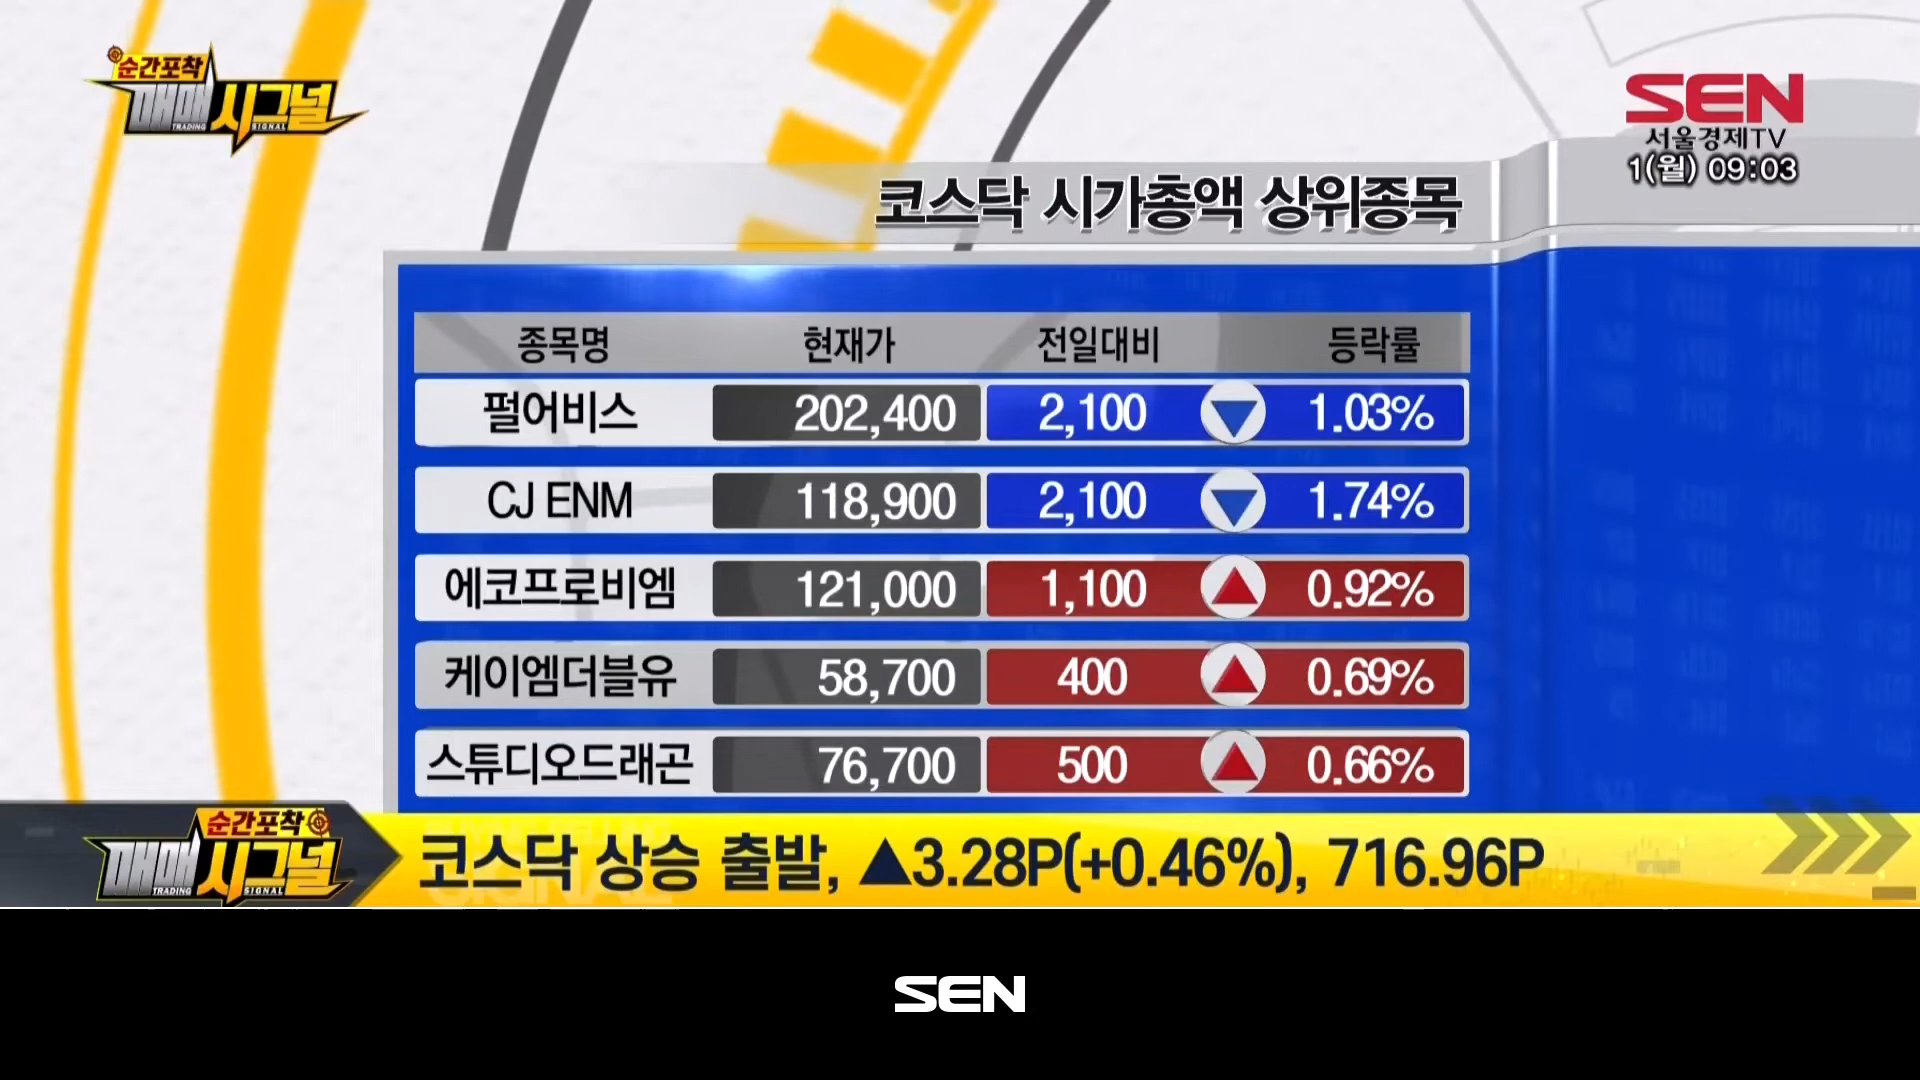 순간포착
매매 시그널
TRADING SIGNAL
SEN
서울경제TV
1(월) 09:03
코스닥 시가총액 상위종목
종목명 현재가 전일대비 등락률
펄어비스 202,400 2,100 ▼ 1.03%
CJ ENM 118,900 2,100 ▼ 1.74%
에코프로비엠 121,000 1,100 ▲ 0.92%
케이엠더블유 58,700 400 ▲ 0.69%
스튜디오드래곤 76,700 500 ▲ 0.66%
순간포착
매매 시그널
TRADING SIGNAL
코스닥 상승 출발, ▲3.28P(+0.46%), 716.96P
SEN